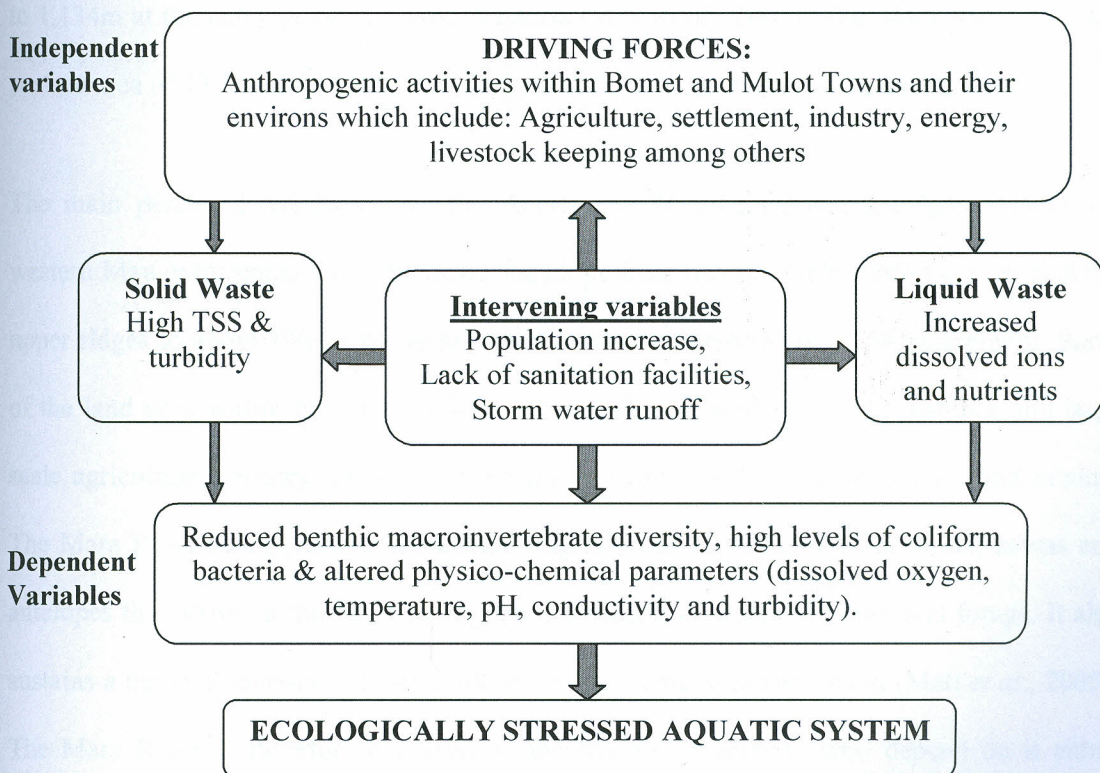 Independent
variables
DRIVING FORCES:
Anthropogenic activities within Bomet and Mulot Towns and their
environs which include: Agriculture, settlement, industry, energy,
livestock keeping among others
Solid Waste
High TSS &
turbidity
Intervening variables
Population increase,
Lack of sanitation facilities,
Storm water runoff
Liquid Waste
Increased
dissolved ions
and nutrients
Dependent
Variables
Reduced benthic macroinvertebrate diversity, high levels of coliform
bacteria & altered physico-chemical parameters (dissolved oxygen,
temperature, pH, conductivity and turbidity).
ECOLOGICALLY STRESSED AQUATIC SYSTEM